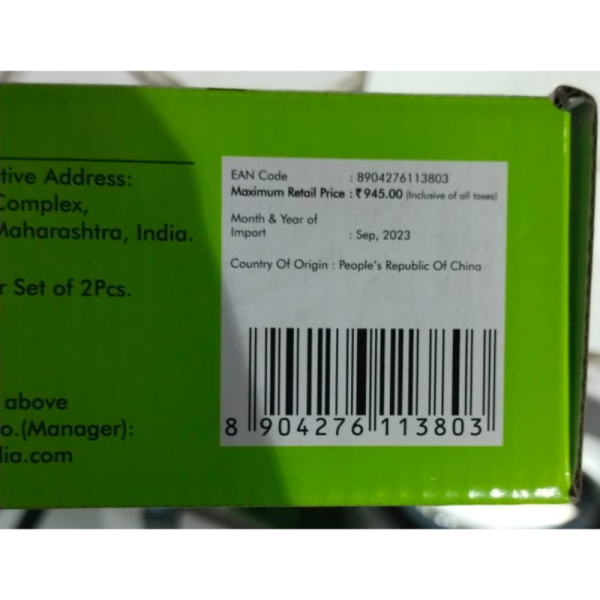 tive Address:
Complex,
Maharashtra, India.
r Set of 2Pcs.
above
o.(Manager):
dia.com
EAN Code : 8904276113803
Maximum Retail Price : ₹ 945.00 (Inclusive of all taxes)
Month & Year of
Import : Sep, 2023
Country Of Origin : People's Republic Of China
8 904276 113803